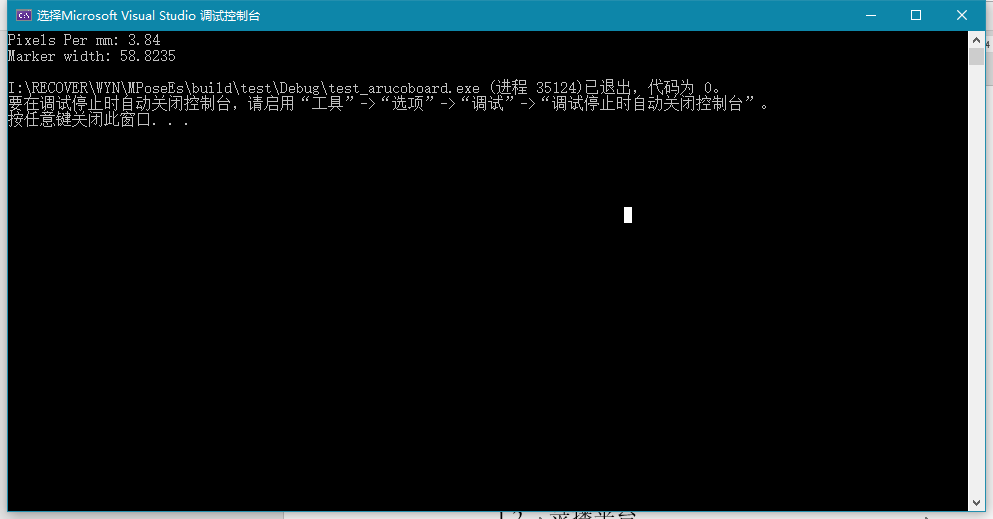 选择Microsoft Visual Studio 调试控制台
Pixels Per mm: 3.84
Marker width: 58.8235
I:\RECOVER\WYN\MPoseEs\build\test\Debug\test_arucoboard.exe (进程 35124)已退出，代码为 0。
要在调试停止时自动关闭控制台，请启用“工具”->“选项”->“调试”->“调试停止时自动关闭控制台”。
按任意键关闭此窗口. . .